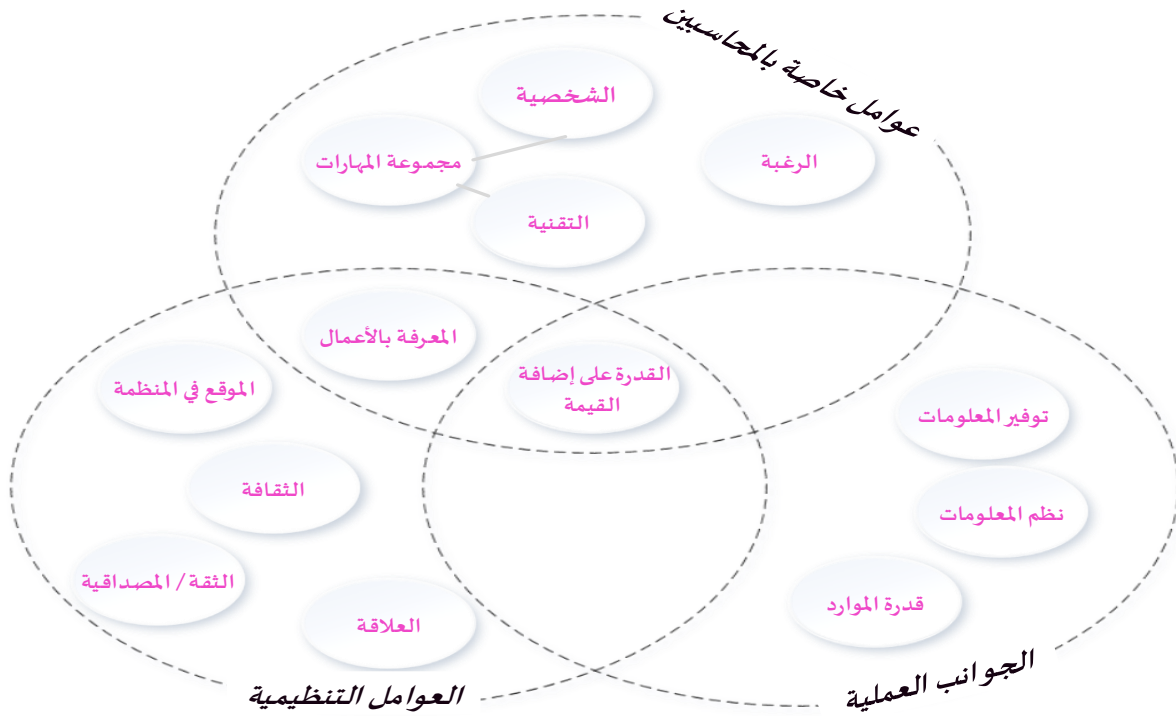 عوامل خاصة بالمحاسبين
الشخصية
مجموعة المهارات
الرغبة
التقنية
المعرفة بالأعمال
القدرة على إضافة
القيمة
الموقع في المنظمة
توفير المعلومات
الثقافة
نظم المعلومات
الثقة / المصداقية
العلاقة
قدرة الموارد
العوامل التنظيمية
الجوانب العملية